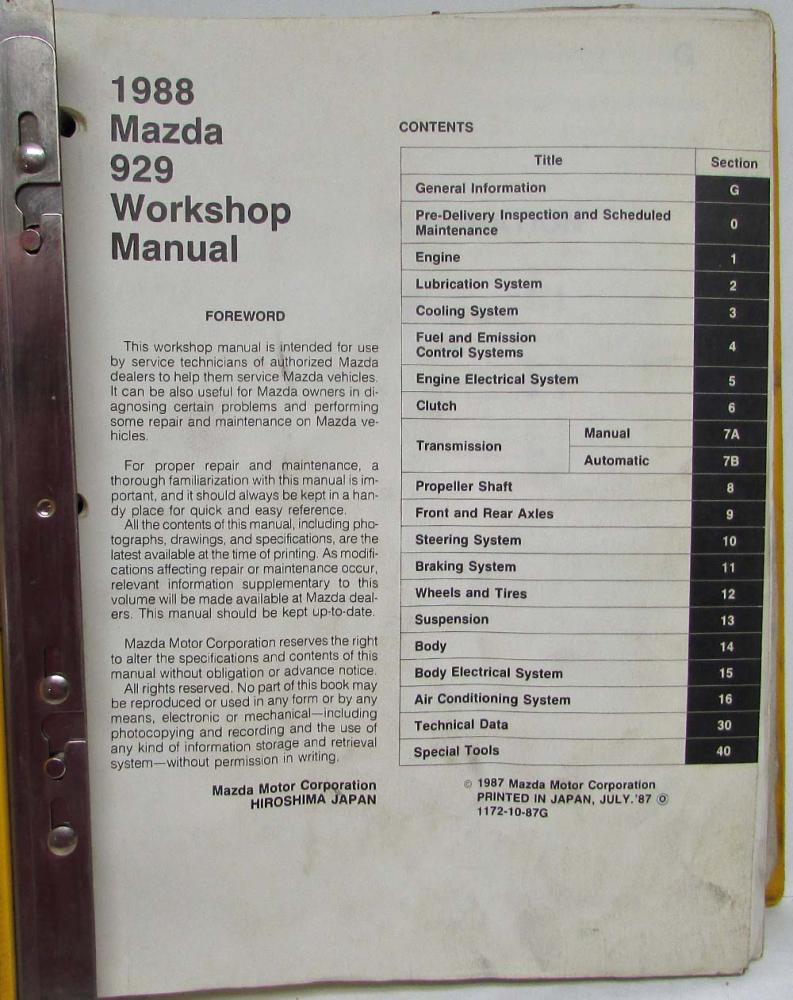 1988
Mazda
929
Workshop
Manual
FOREWORD
This workshop manual is intended for use
by service technicians of authorized Mazda
dealers to help them service Mazda vehicles.
It can be also useful for Mazda owners in di-
agnosing certain problems and performing
some repair and maintenance on Mazda ve-
hicles.
For proper repair and maintenance, a
thorough familiarization with this manual is im-
portant, and it should always be kept in a han-
dy place for quick and easy reference.
All the contents of this manual, including pho-
tographs, drawings, and specifications, are the
latest available at the time of printing. As modifi-
cations affecting repair or maintenance occur,
relevant information supplementary to this
volume will be made available at Mazda deal-
ers. This manual should be kept up-to-date.
Mazda Motor Corporation reserves the right
to alter the specifications and contents of this
manual without obligation or advance notice.
All rights reserved. No part of this book may
be reproduced or used in any form or by any
means, electronic or mechanical—including
photocopying and recording and the use of
any kind of information storage and retrieval
system—without permission in writing.
Mazda Motor Corporation
HIROSHIMA JAPAN
CONTENTS
Title Section
General Information G
Pre-Delivery Inspection and Scheduled
Maintenance 0
Engine 1
Lubrication System 2
Cooling System 3
Fuel and Emission
Control Systems 4
Engine Electrical System 5
Clutch 6
Transmission Manual 7A
Automatic 7B
Propeller Shaft 8
Front and Rear Axles 9
Steering System 10
Braking System 11
Wheels and Tires 12
Suspension 13
Body 14
Body Electrical System 15
Air Conditioning System 16
Technical Data 30
Special Tools 40
© 1987 Mazda Motor Corporation
PRINTED IN JAPAN, JULY.'87
1172-10-87G